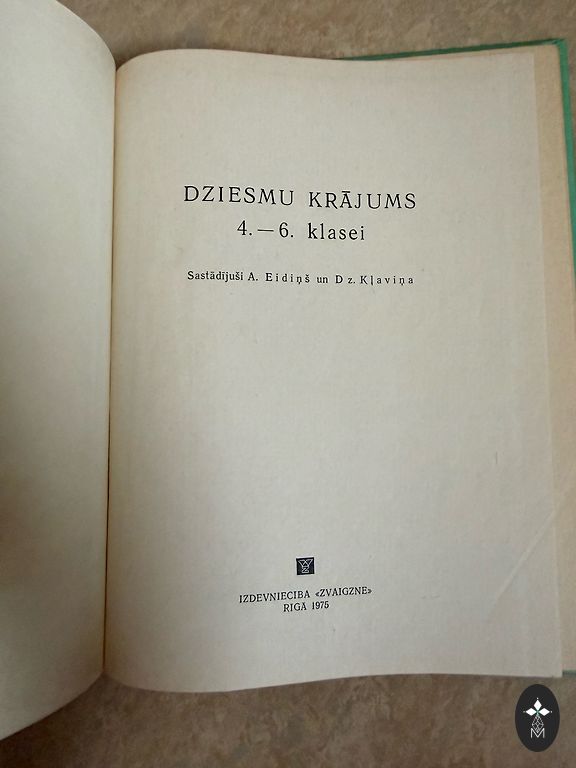 DZIESMU KRĀJUMS
4.—6. klasei
Sastādījuši A. Eidiņš un Dz. Kļaviņa
IZDEVNIECĪBA «ZVAIGZNE»
RĪGĀ 1975
M